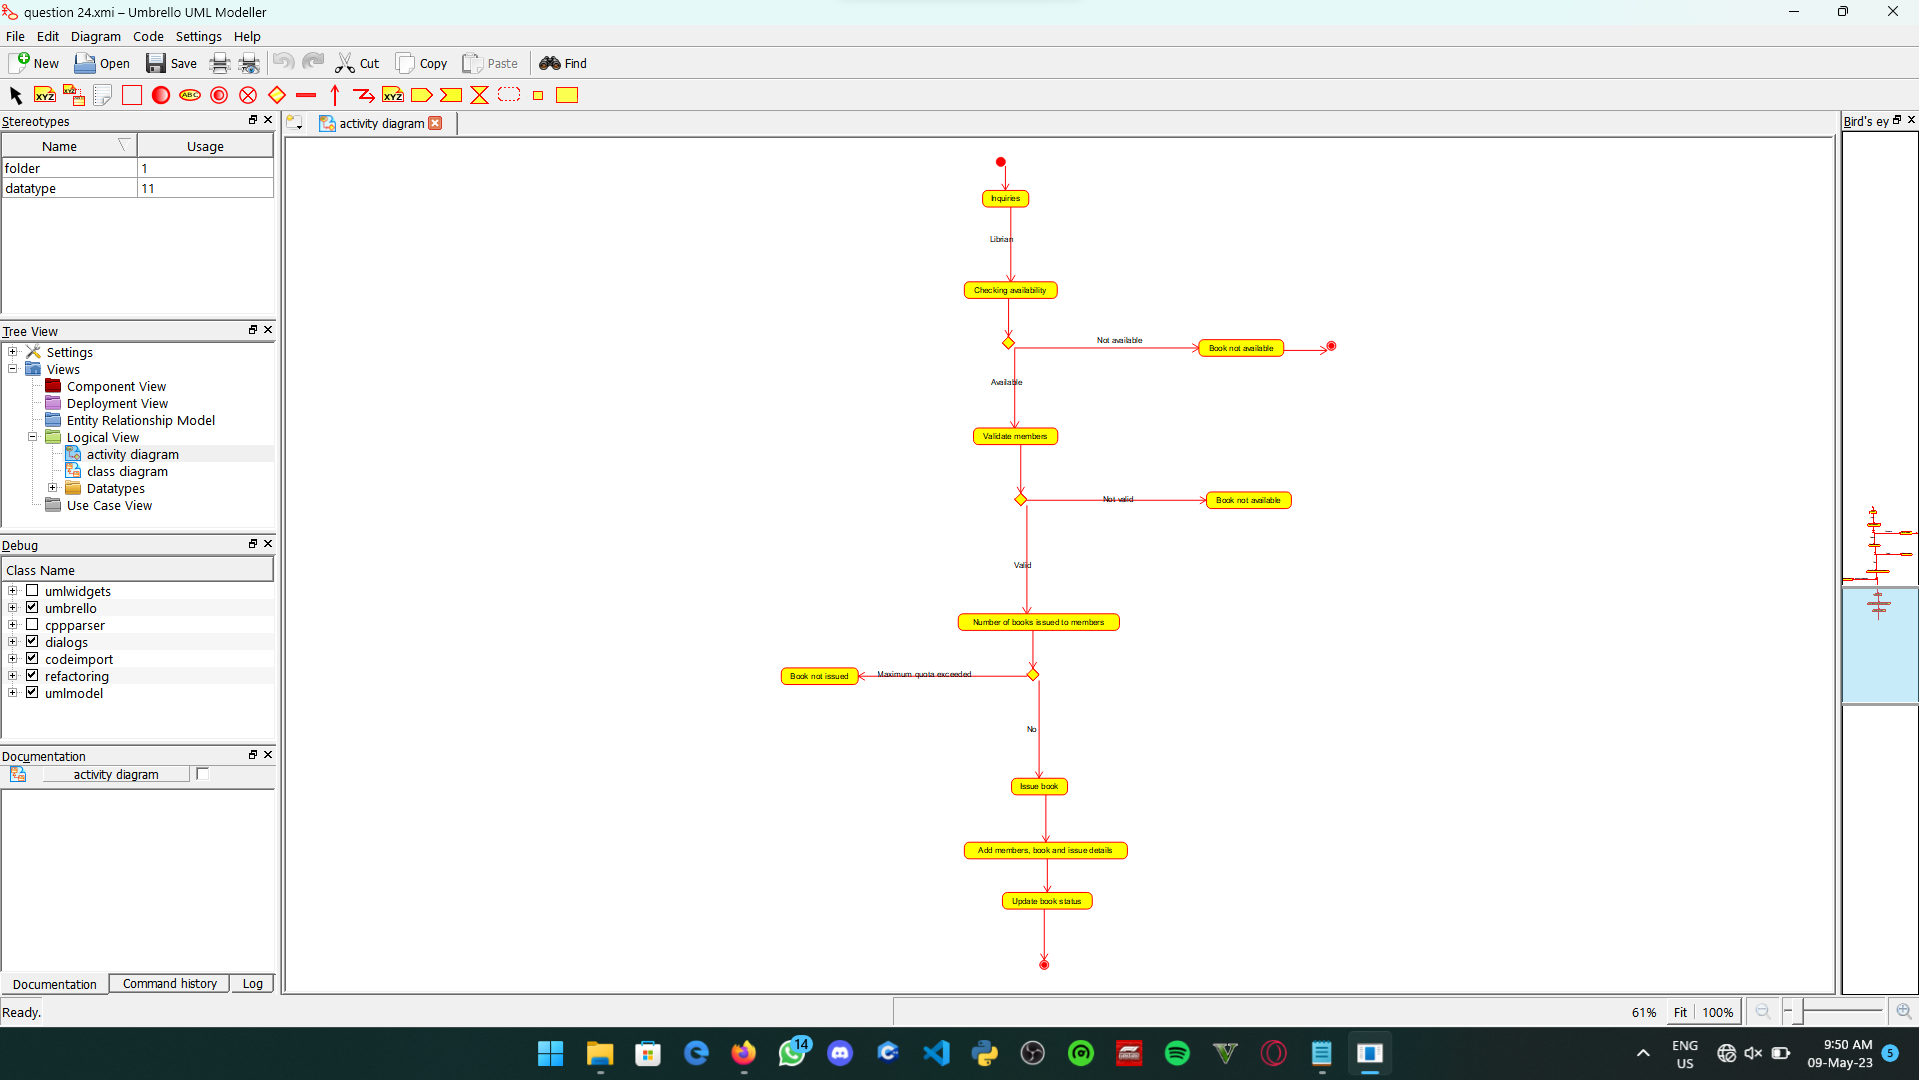 question 24.xmi – Umbrello UML Modeller
File Edit Diagram Code Settings Help
New Open Save Cut Copy Paste Find
XYZ XYZ ABC XYZ
Stereotypes
Name Usage
folder 1
datatype 11
Tree View
Settings
Views
Component View
Deployment View
Entity Relationship Model
Logical View
activity diagram
class diagram
Datatypes
Use Case View
Debug
Class Name
umlwidgets
umbrello
cppparser
dialogs
codeimport
refactoring
umlmodel
Documentation
activity diagram
Documentation Command history Log
activity diagram
Inquiries
Librian
Checking availability
Not available
Book not available
Available
Validate members
Not valid
Book not available
Valid
Number of books issued to members
Maximum quota exceeded
Book not issued
No
Issue book
Add members, book and issue details
Update book status
Bird's ey
Ready.
61% Fit 100%
14
ENG
US
9:50 AM
09-May-23
5